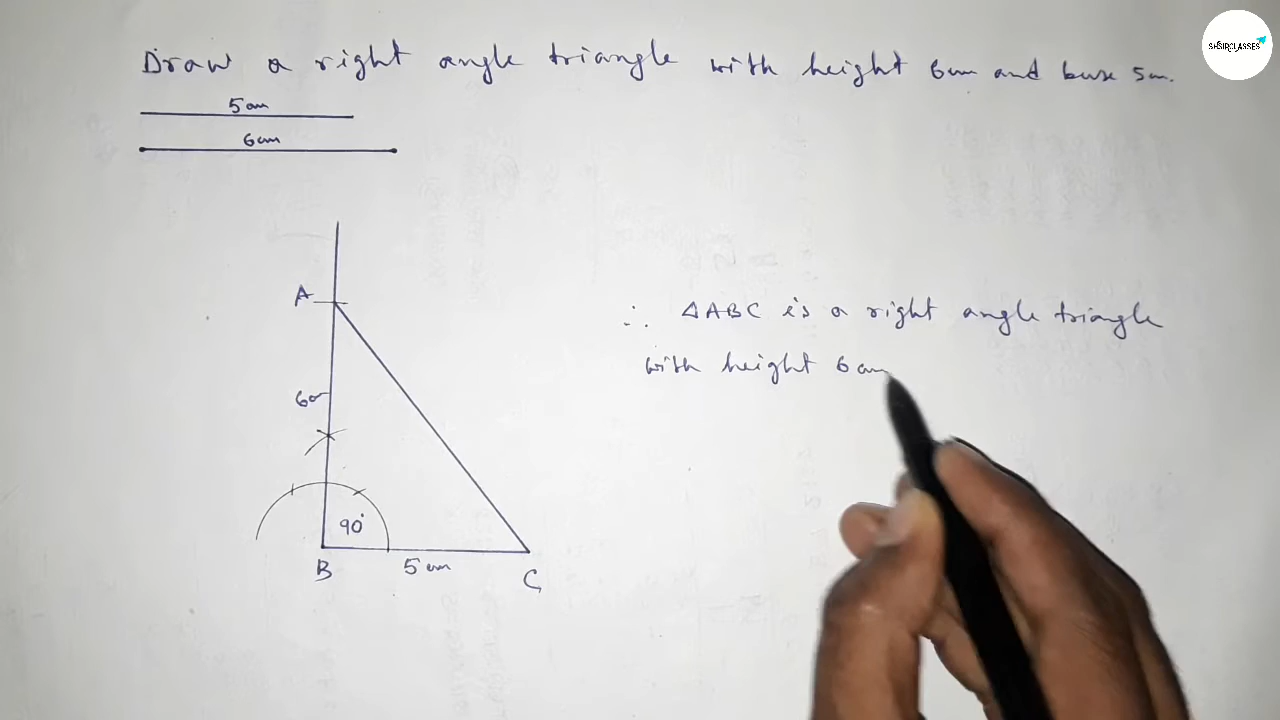 SHSIRCLASSES
Draw a right angle triangle with height 6cm and base 5cm.
5cm
6cm
A
∴ △ABC is a right angle triangle
with height 6cm
6cm
90°
B
5cm
C